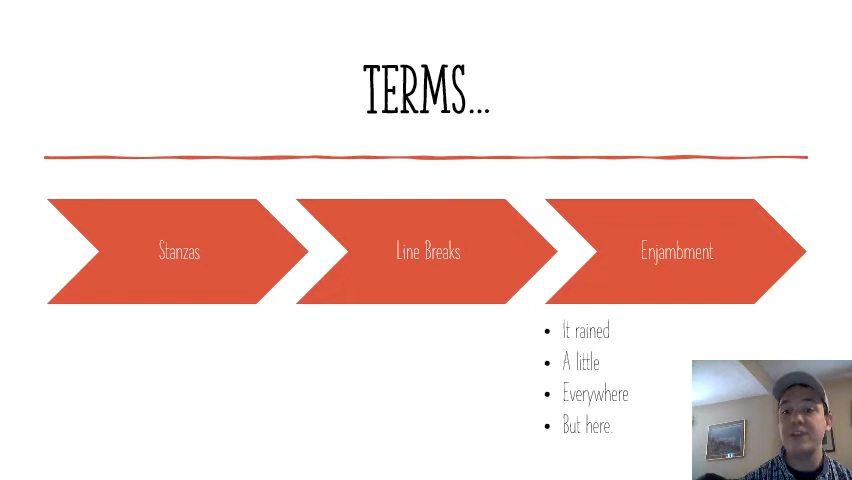 TERMS...
Stanzas
Line Breaks
Enjambment
It rained
A little
Everywhere
But here.